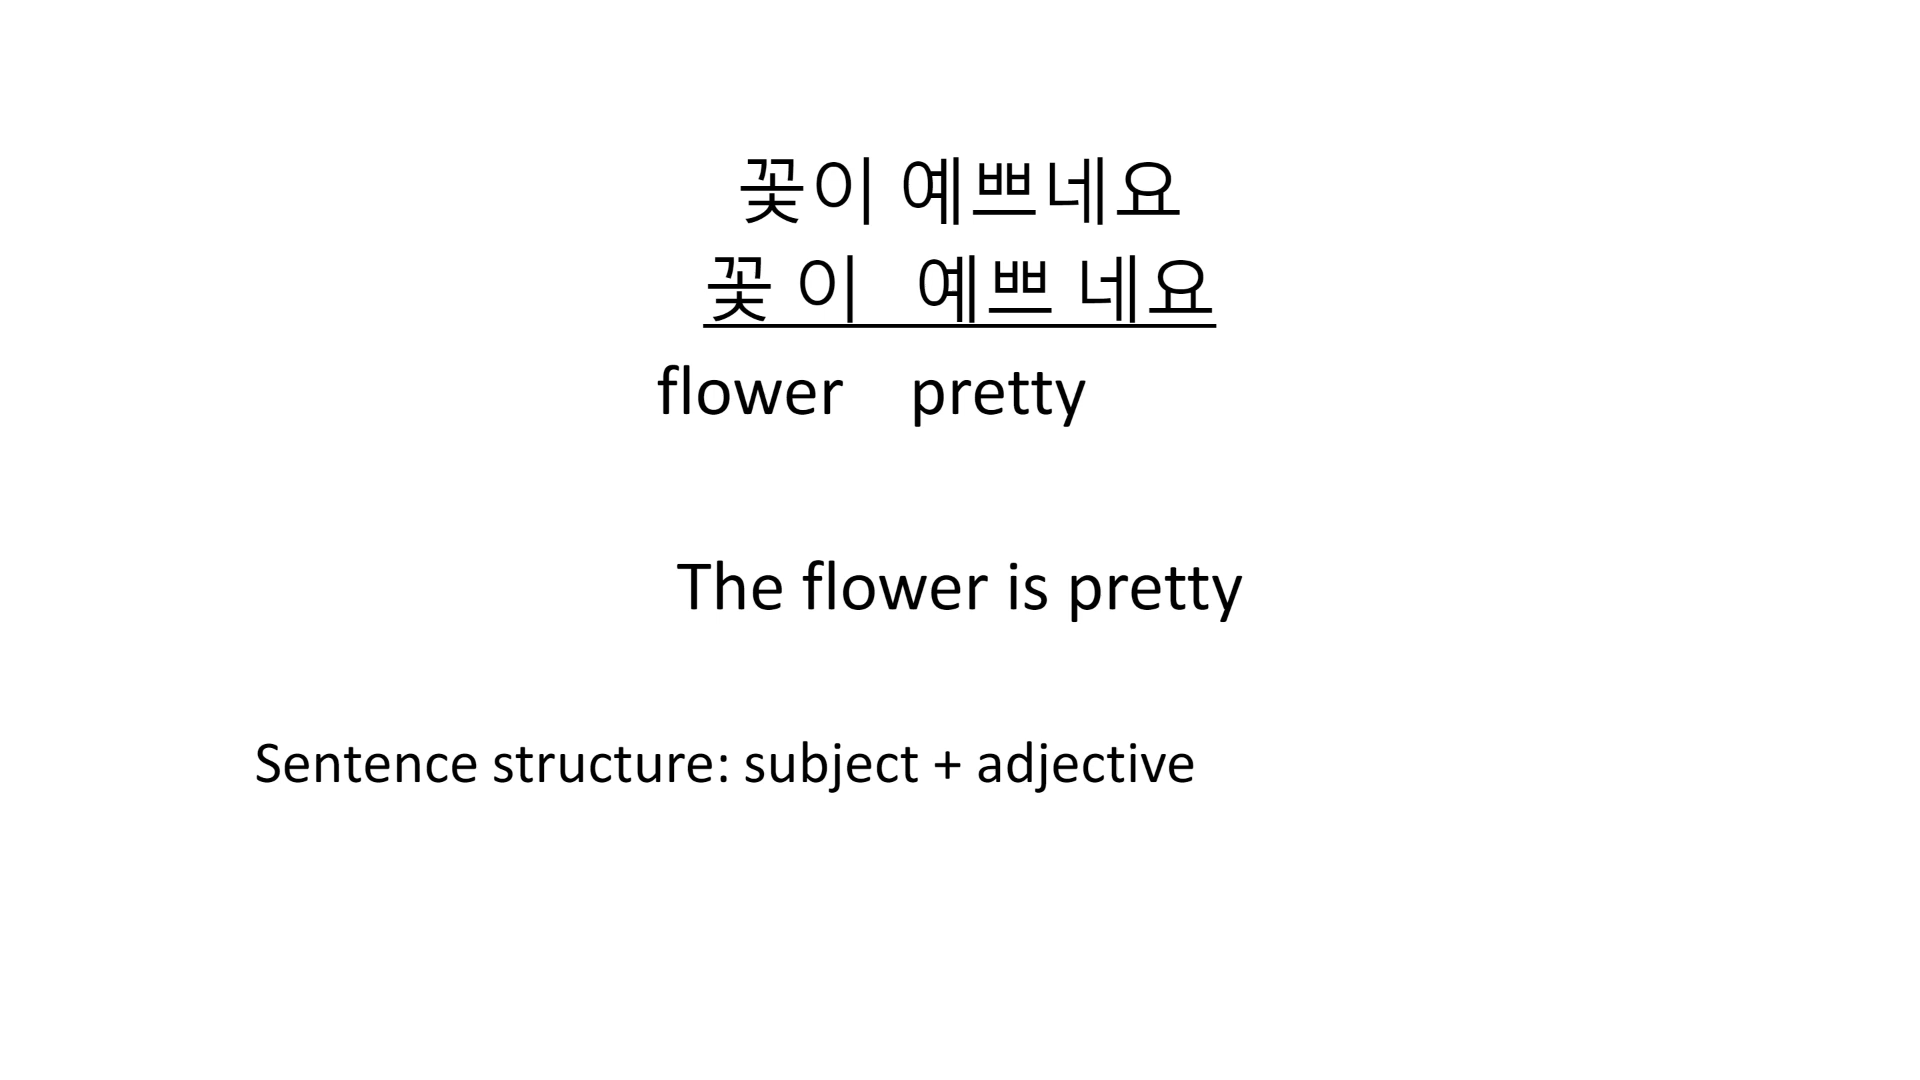 꽃이 예쁘네요
꽃 이 예쁘 네요
flower pretty
The flower is pretty
Sentence structure: subject + adjective